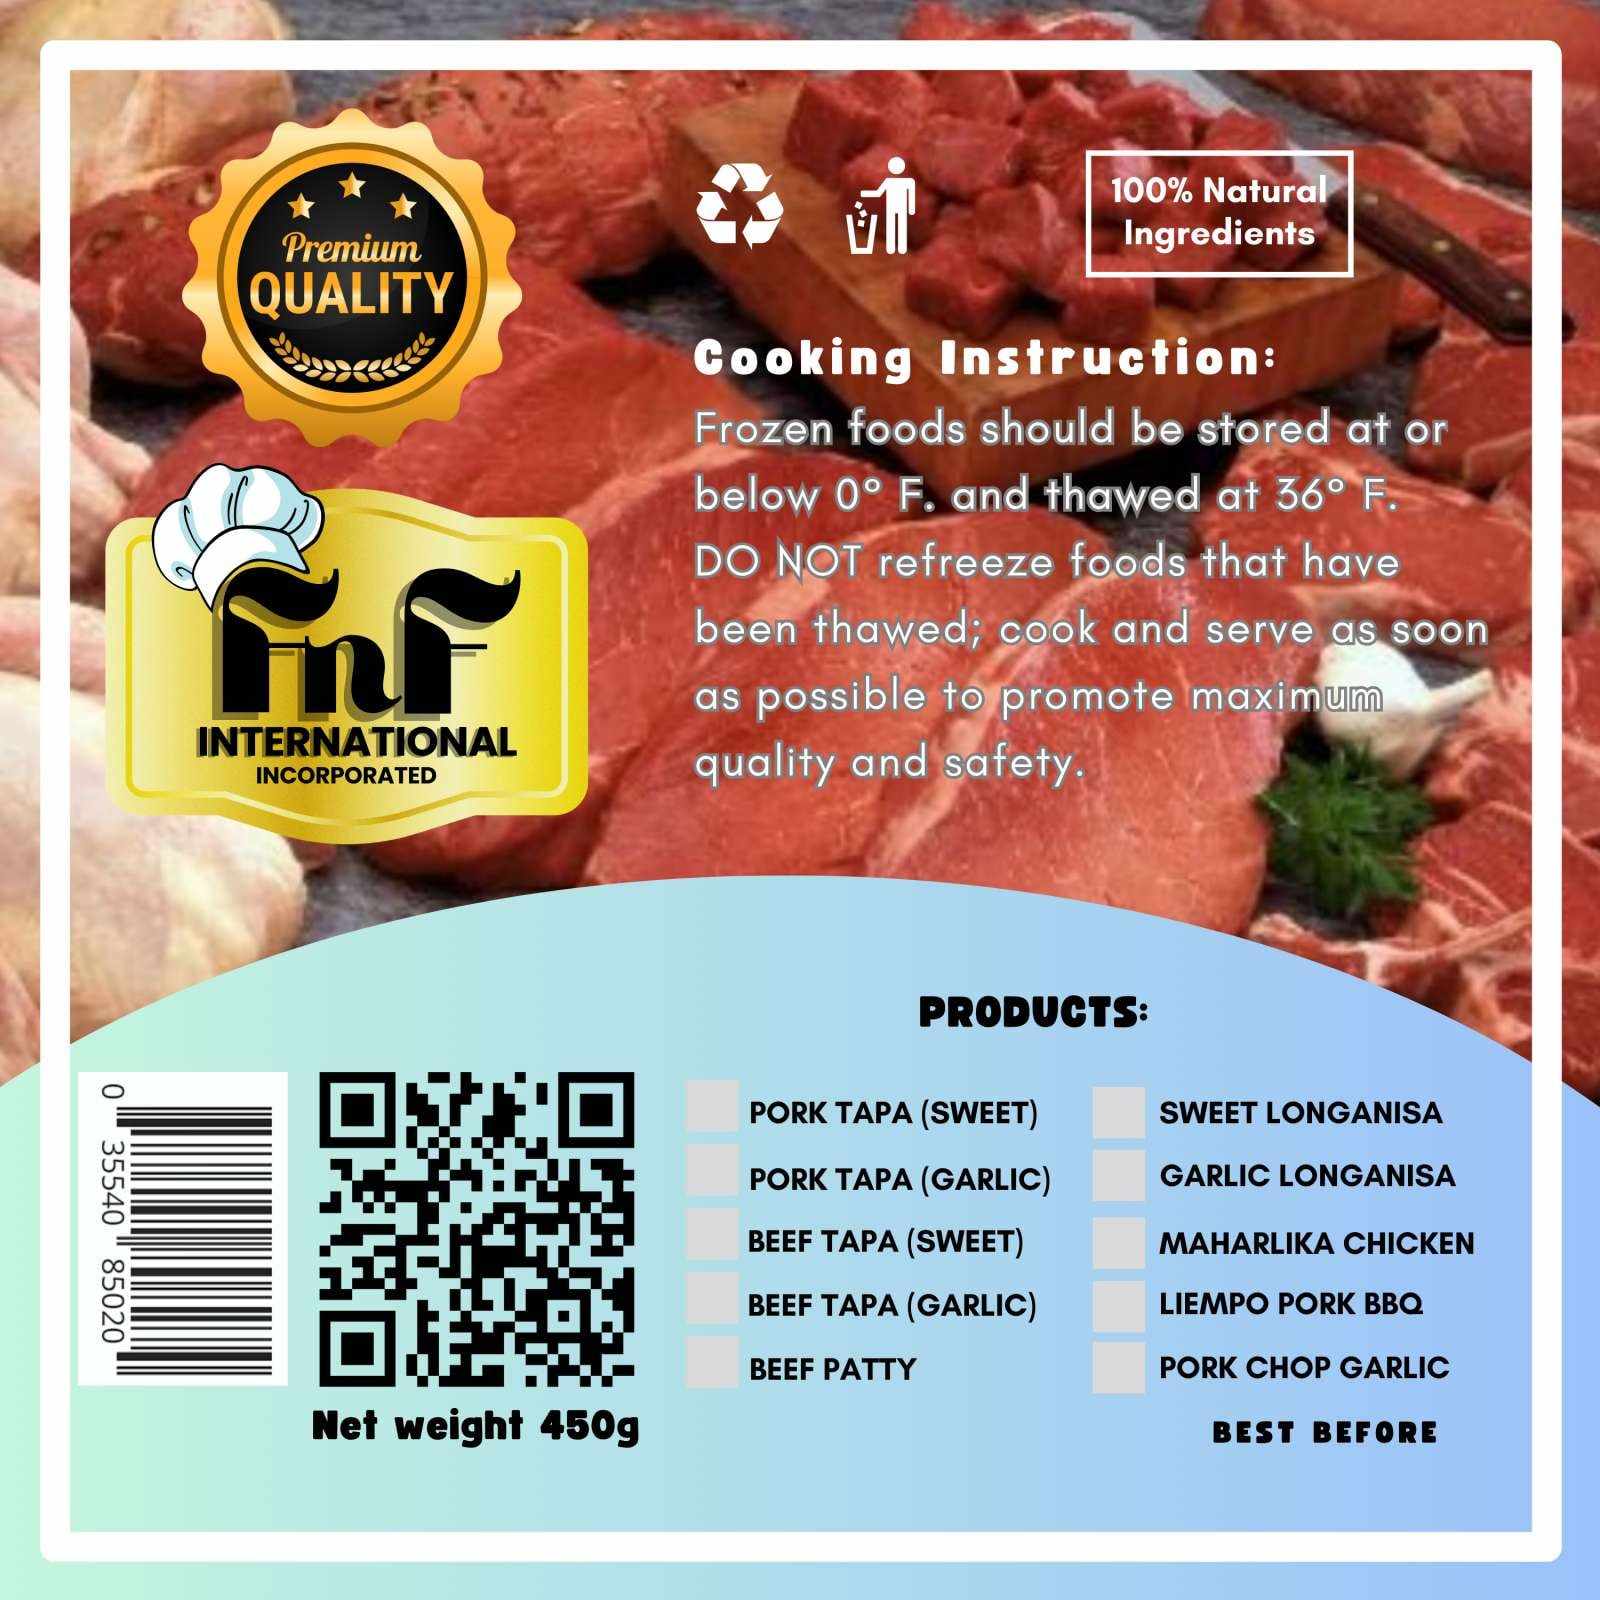 Premium
QUALITY
FnF
INTERNATIONAL
INCORPORATED
100% Natural
Ingredients
Cooking Instruction:
Frozen foods should be stored at or
below 0° F. and thawed at 36° F.
DO NOT refreeze foods that have
been thawed; cook and serve as soon
as possible to promote maximum
quality and safety.
PRODUCTS:
PORK TAPA (SWEET)
PORK TAPA (GARLIC)
BEEF TAPA (SWEET)
BEEF TAPA (GARLIC)
BEEF PATTY
SWEET LONGANISA
GARLIC LONGANISA
MAHARLIKA CHICKEN
LIEMPO PORK BBQ
PORK CHOP GARLIC
BEST BEFORE
0 35540 85020
Net weight 450g